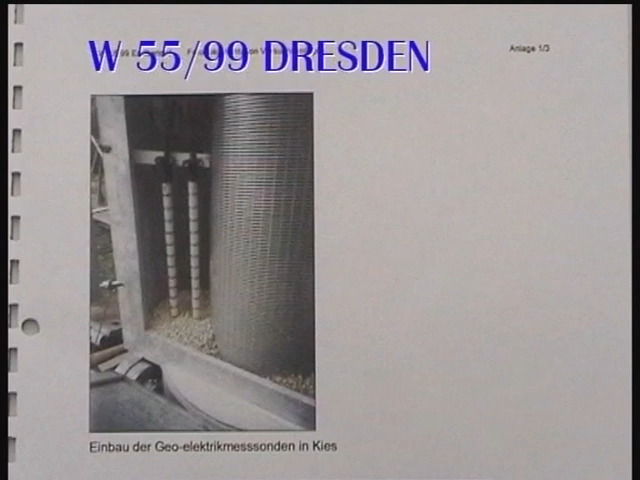 W 55/99 DRESDEN
Anlage 1/3
Einbau der Geo-elektrikmesssonden in Kies